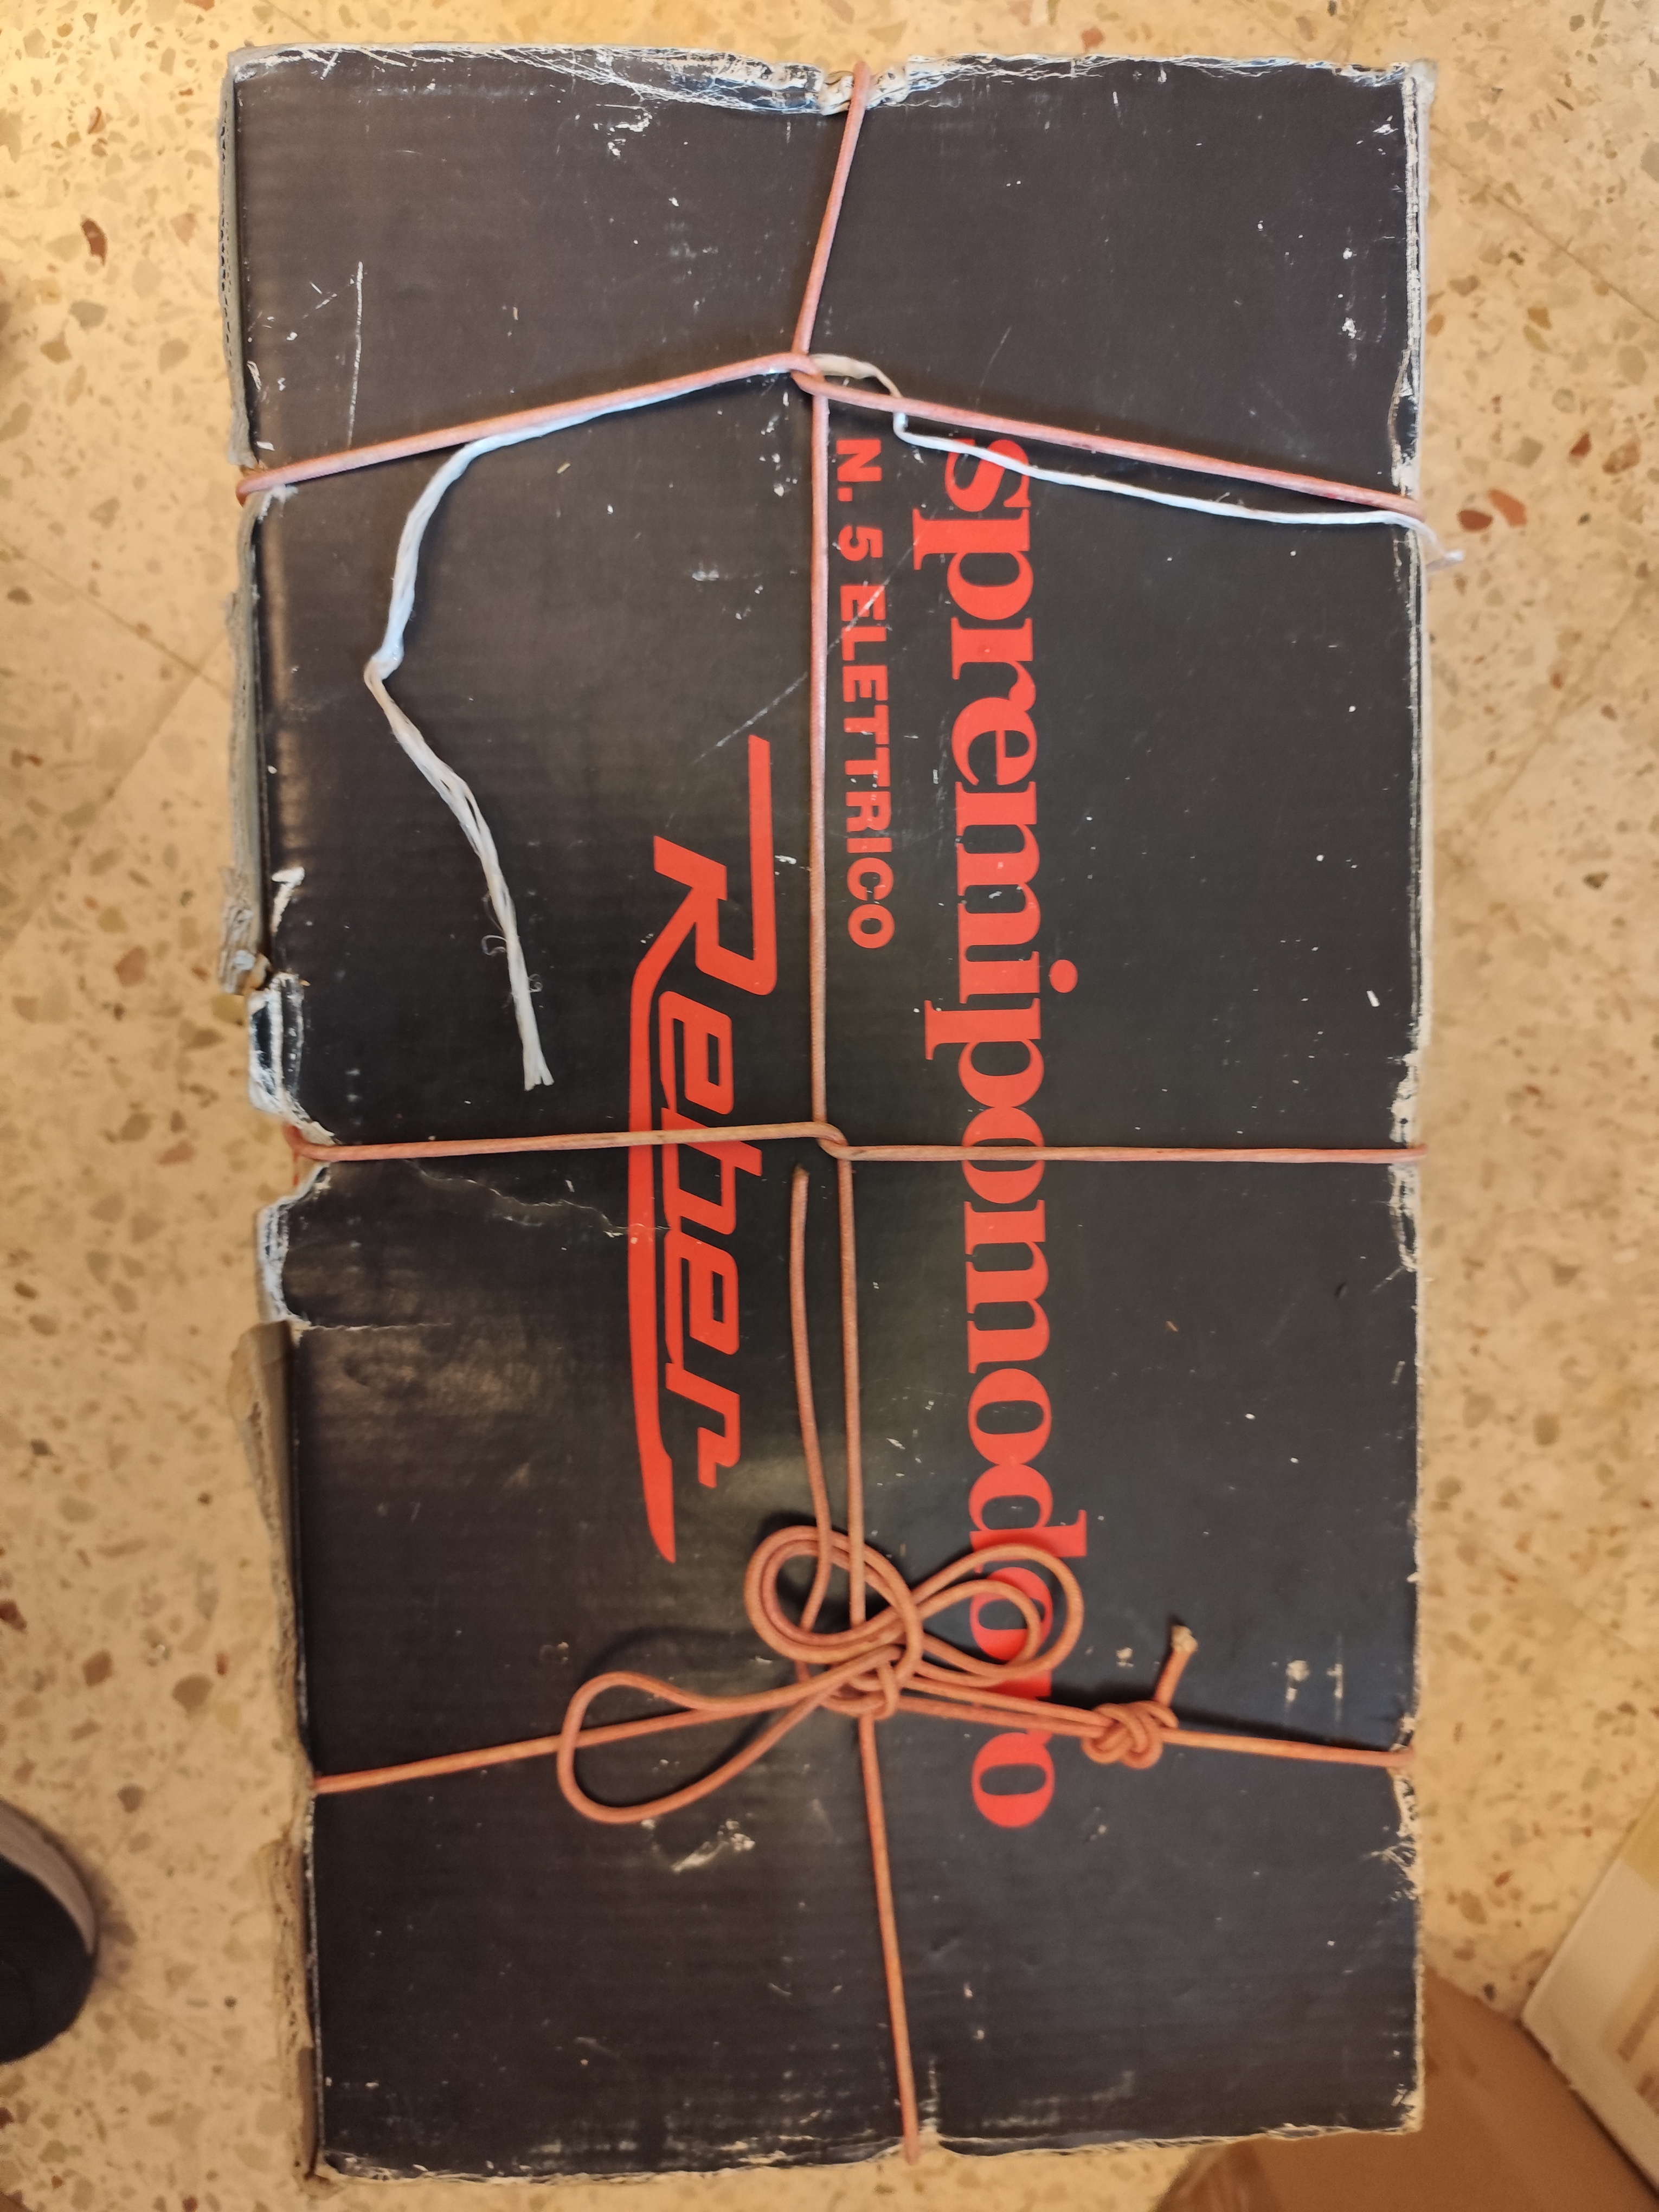 spremipomodoro
N. 5 ELETTRICO
Reber